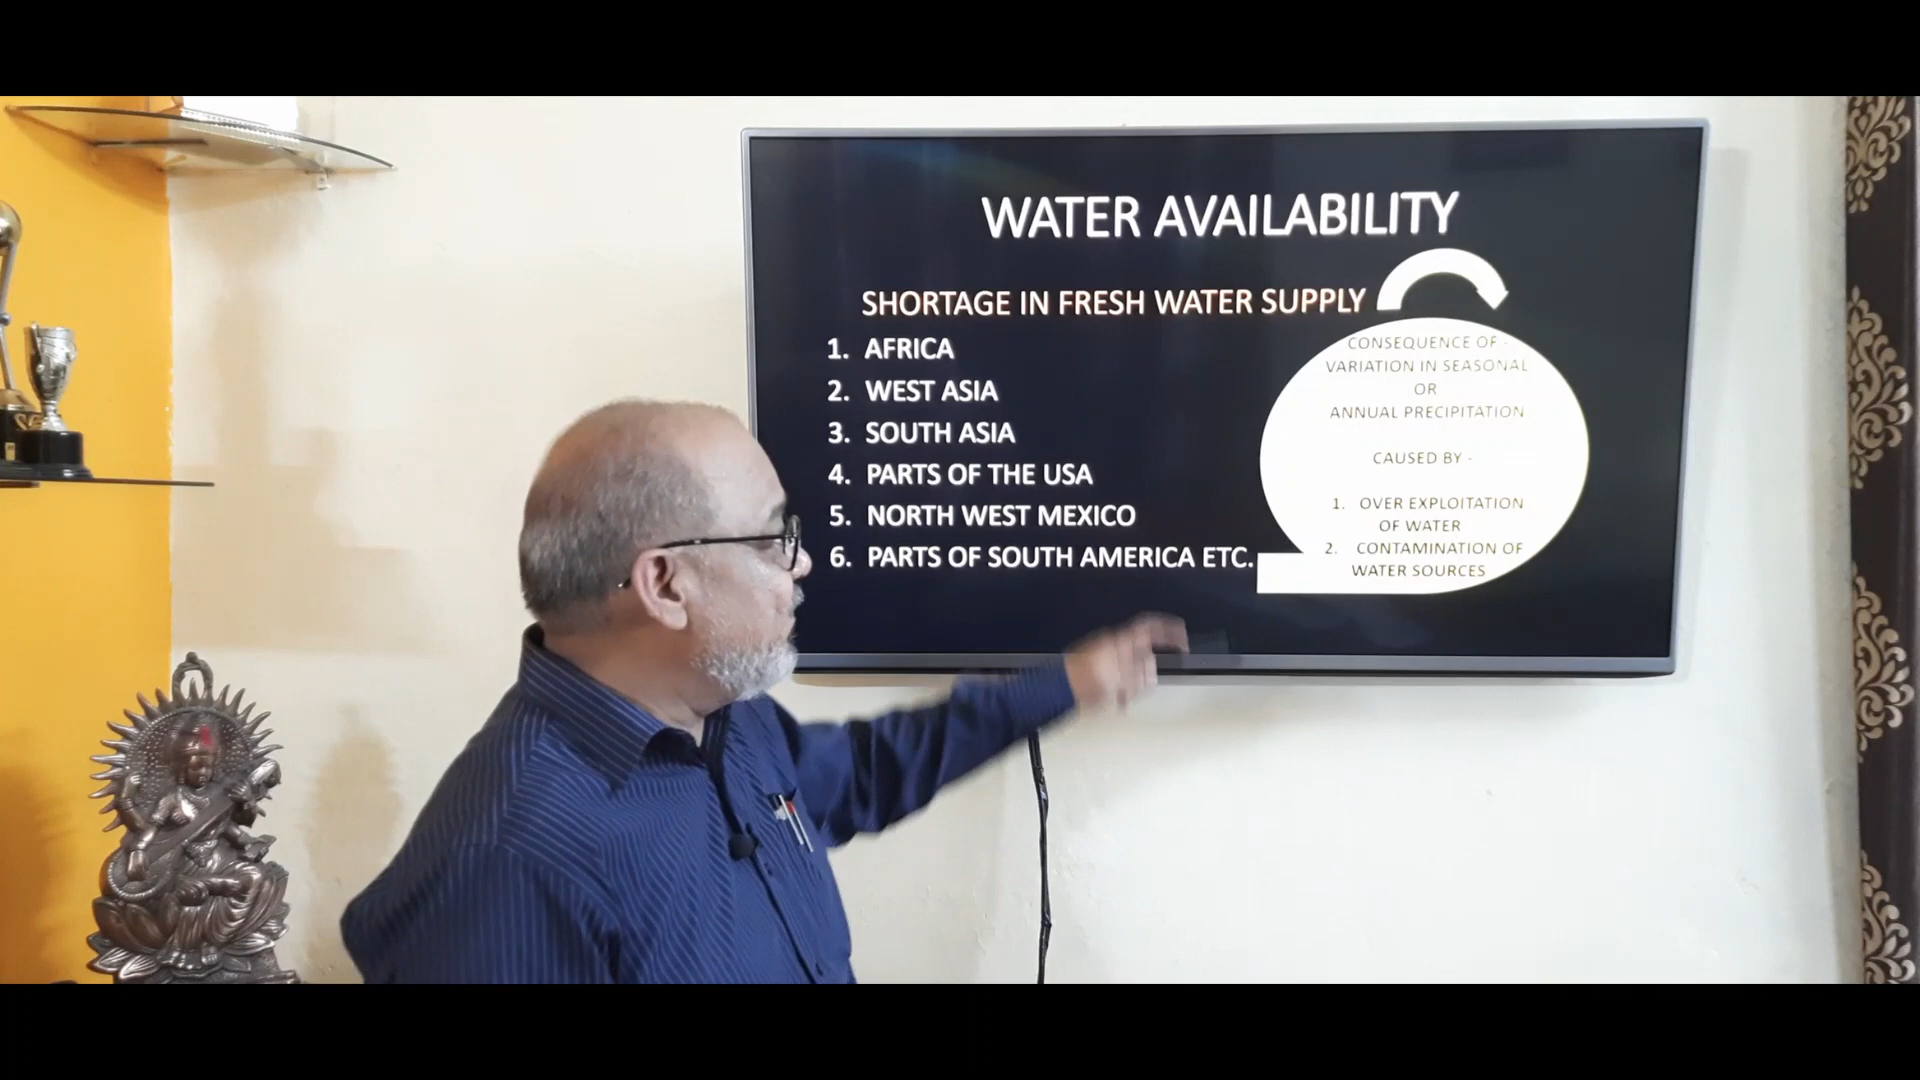 WATER AVAILABILITY
SHORTAGE IN FRESH WATER SUPPLY
1. AFRICA
2. WEST ASIA
3. SOUTH ASIA
4. PARTS OF THE USA
5. NORTH WEST MEXICO
6. PARTS OF SOUTH AMERICA ETC.
CONSEQUENCE OF -
VARIATION IN SEASONAL
OR
ANNUAL PRECIPITATION
CAUSED BY -
1. OVER EXPLOITATION
OF WATER
2. CONTAMINATION OF
WATER SOURCES